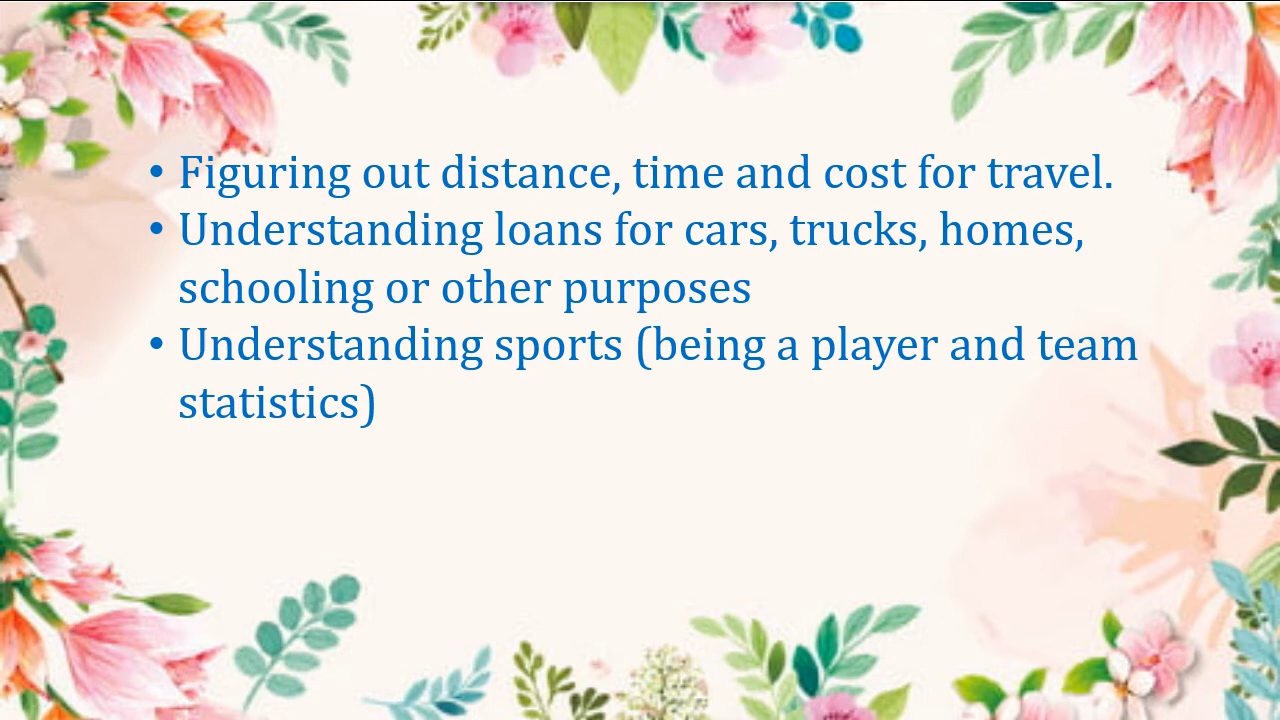 • Figuring out distance, time and cost for travel.
• Understanding loans for cars, trucks, homes,
schooling or other purposes
• Understanding sports (being a player and team
statistics)